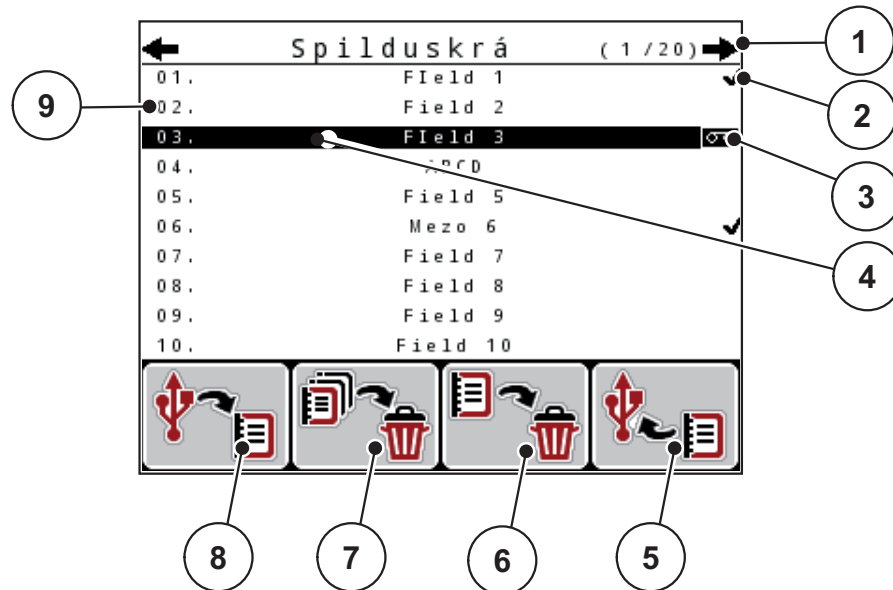 Spilduskrá (1/20)
01. FIeld 1
02. Field 2
03. FIeld 3
04. ABCD
05. Field 5
06. Mezo 6
07. Field 7
08. Field 8
09. Field 9
10. Field 10
1
2
3
4
5
6
7
8
9